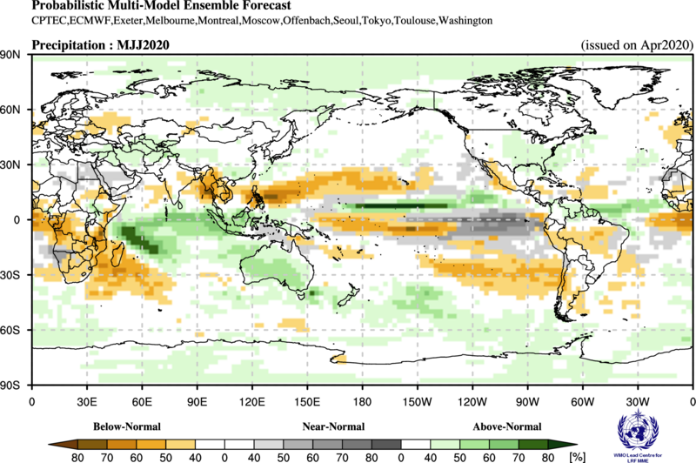 Probabilistic Multi-Model Ensemble Forecast
CPTEC,ECMWF,Exeter,Melbourne,Montreal,Moscow,Offenbach,Seoul,Tokyo,Toulouse,Washington
Precipitation : MJJ2020 (issued on Apr2020)
90N
60N
30N
0
30S
60S
90S
0 30E 60E 90E 120E 150E 180 150W 120W 90W 60W 30W 0
Below-Normal Near-Normal Above-Normal
80 70 60 50 40 0 40 50 60 70 80 0 40 50 60 70 80 [%]
WMO Lead Centre for
LRF MME